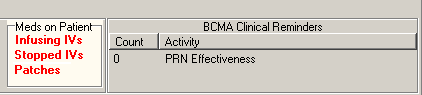 Meds on Patient
Infusing IVs
Stopped IVs
Patches
BCMA Clinical Reminders
Count Activity
0 PRN Effectiveness